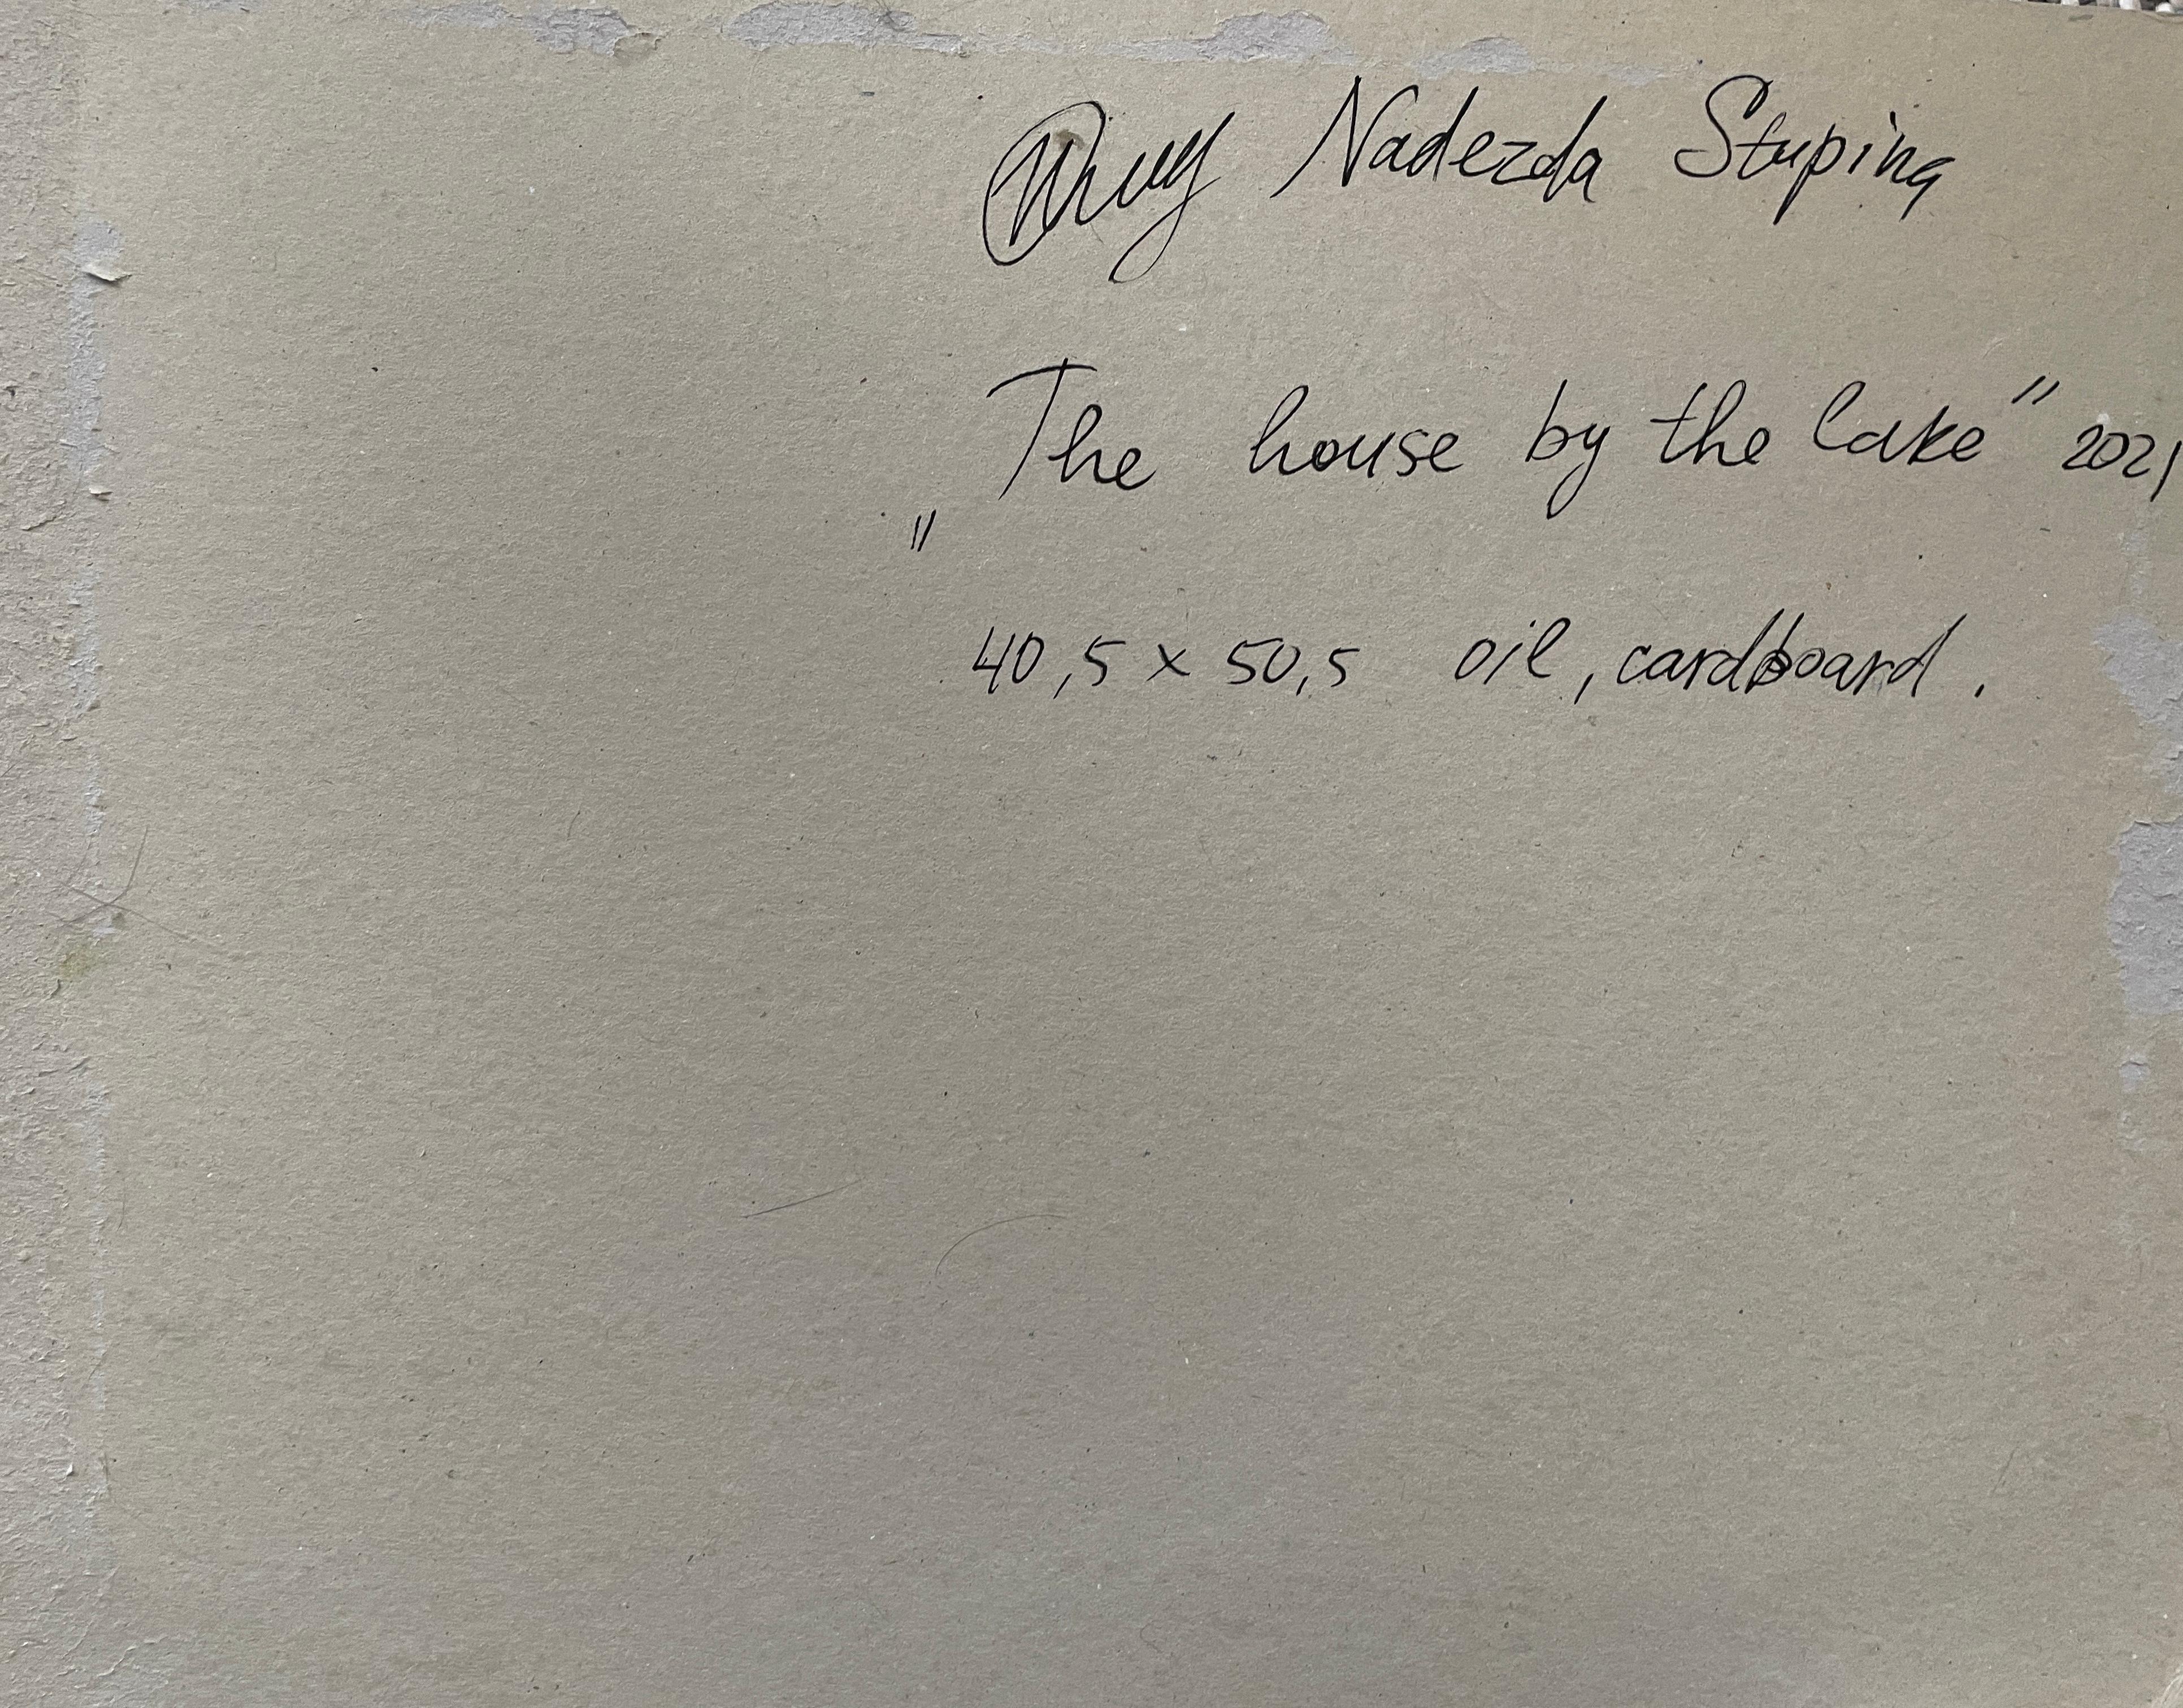 Nadezda Stupina
„The house by the lake" 2021
40,5 x 50,5 oil, cardboard.